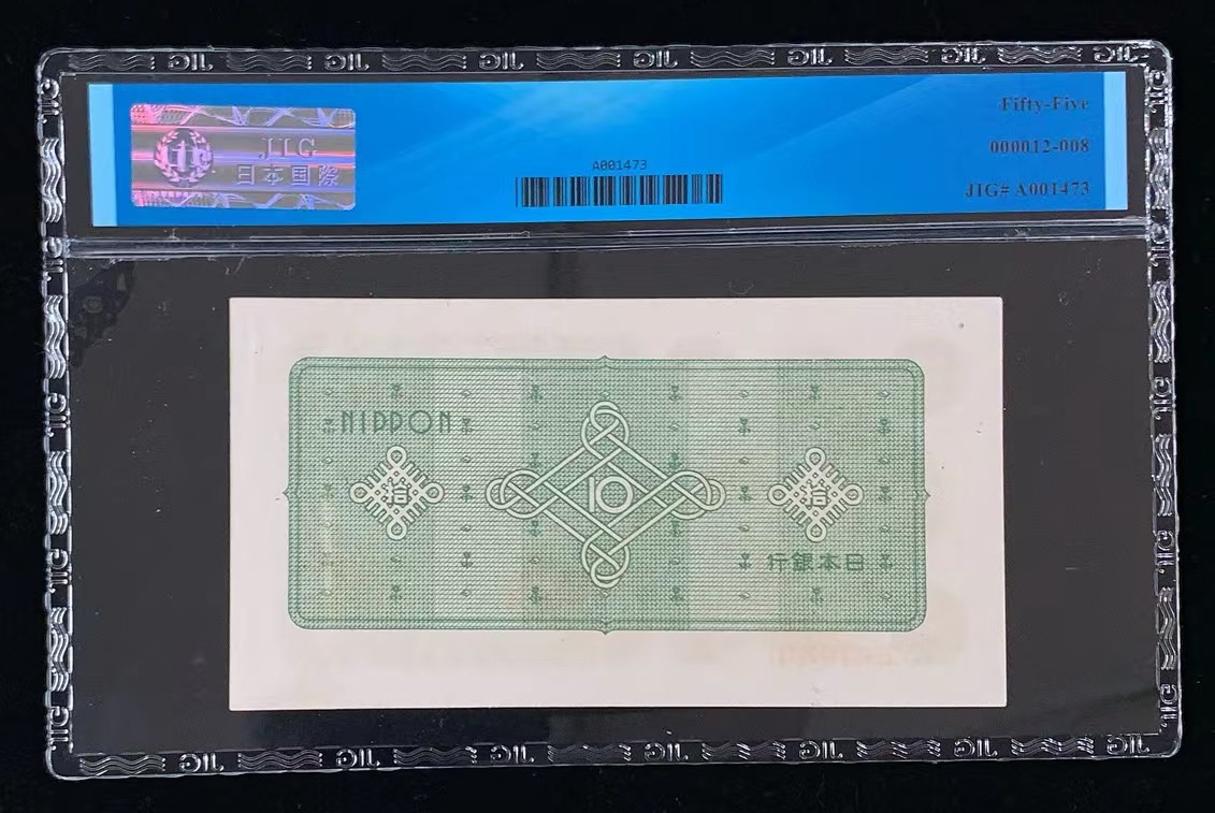 JIG
日本国際
A001473
Fifty-Five
000012-008
JIG# A001473
NIPPON
拾
10
拾
行銀本日